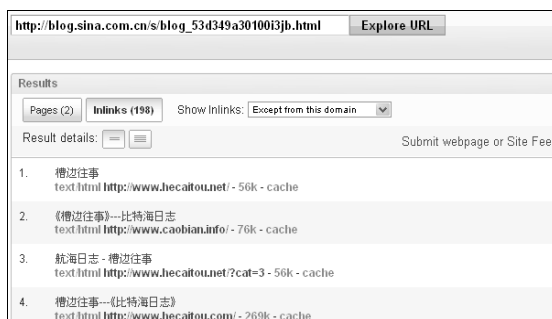 http://blog.sina.com.cn/s/blog_53d349a30100i3jb.html Explore URL
Results
Pages (2) Inlinks (198) Show Inlinks: Except from this domain
Result details: Submit webpage or Site Fee
1. 槽边往事
text/html http://www.hecaitou.net/ - 56k - cache
2. 《槽边往事》---比特海日志
text/html http://www.caobian.info/ - 76k - cache
3. 航海日志 - 槽边往事
text/html http://www.hecaitou.net/?cat=3 - 56k - cache
4. 槽边往事---《比特海日志》
text/html http://www.hecaitou.com/ - 269k - cache